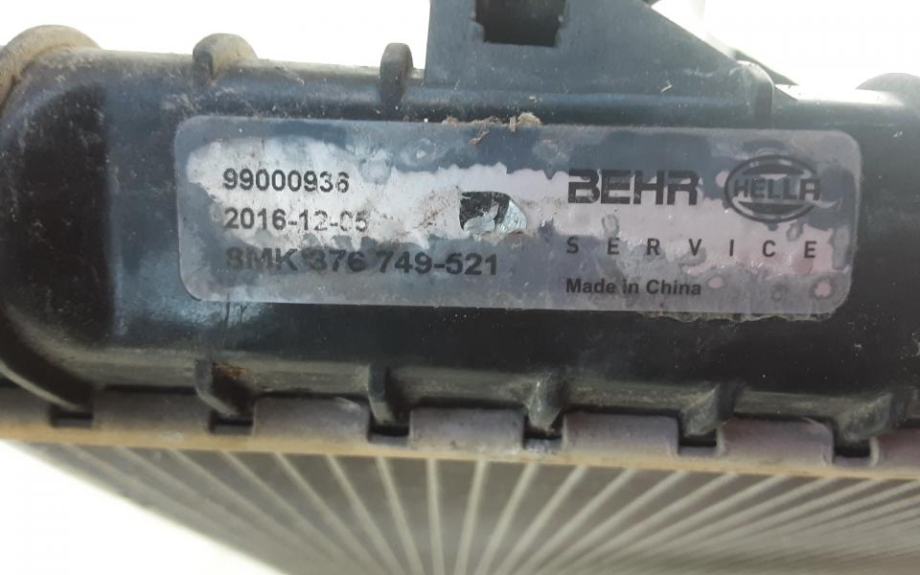 99000936
2016-12-05
8MK 376 749-521
BEHR HELLA
SERVICE
Made in China